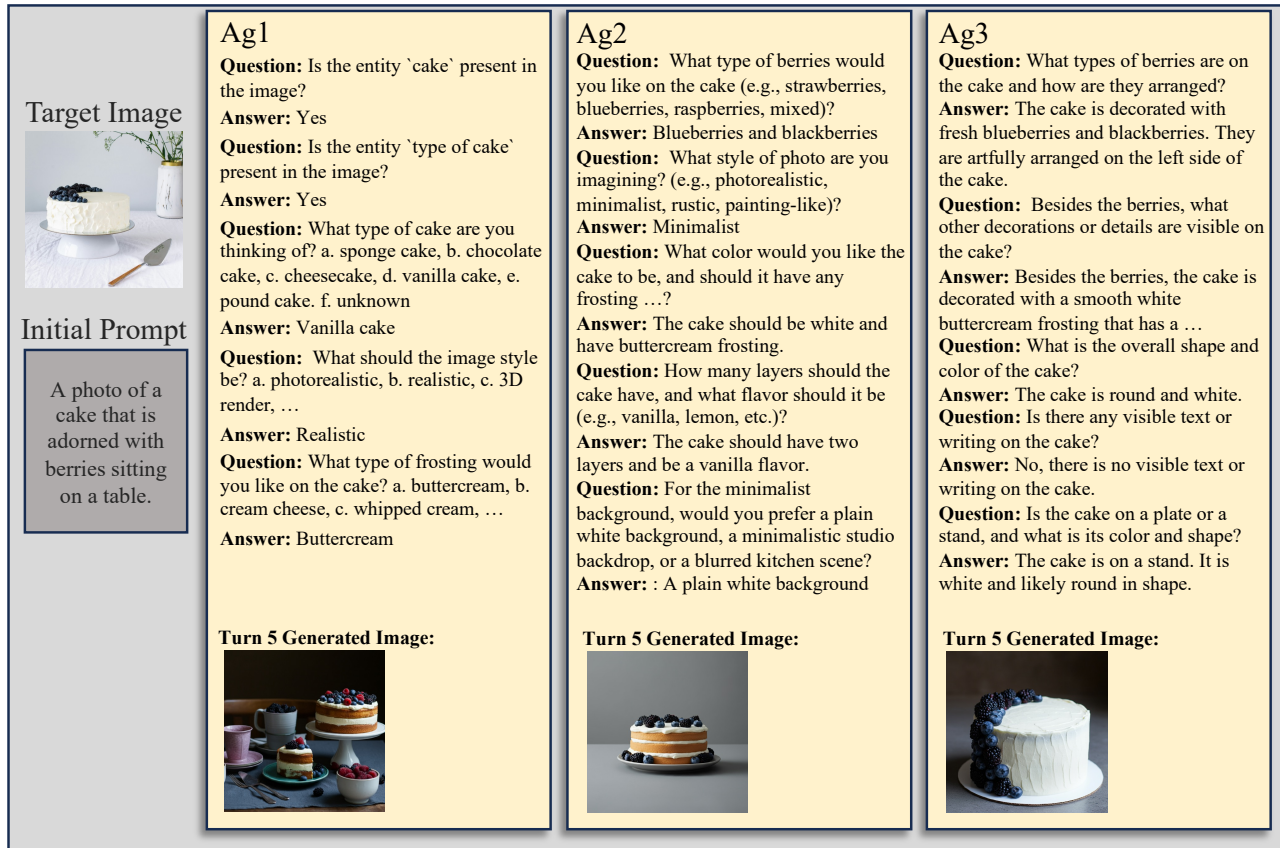 Target Image
Initial Prompt
A photo of a
cake that is
adorned with
berries sitting
on a table.
Ag1
Question: Is the entity `cake` present in
the image?
Answer: Yes
Question: Is the entity `type of cake`
present in the image?
Answer: Yes
Question: What type of cake are you
thinking of? a. sponge cake, b. chocolate
cake, c. cheesecake, d. vanilla cake, e.
pound cake. f. unknown
Answer: Vanilla cake
Question: What should the image style
be? a. photorealistic, b. realistic, c. 3D
render, …
Answer: Realistic
Question: What type of frosting would
you like on the cake? a. buttercream, b.
cream cheese, c. whipped cream, …
Answer: Buttercream
Turn 5 Generated Image:
Ag2
Question: What type of berries would
you like on the cake (e.g., strawberries,
blueberries, raspberries, mixed)?
Answer: Blueberries and blackberries
Question: What style of photo are you
imagining? (e.g., photorealistic,
minimalist, rustic, painting-like)?
Answer: Minimalist
Question: What color would you like the
cake to be, and should it have any
frosting …?
Answer: The cake should be white and
have buttercream frosting.
Question: How many layers should the
cake have, and what flavor should it be
(e.g., vanilla, lemon, etc.)?
Answer: The cake should have two
layers and be a vanilla flavor.
Question: For the minimalist
background, would you prefer a plain
white background, a minimalistic studio
backdrop, or a blurred kitchen scene?
Answer: : A plain white background
Turn 5 Generated Image:
Ag3
Question: What types of berries are on
the cake and how are they arranged?
Answer: The cake is decorated with
fresh blueberries and blackberries. They
are artfully arranged on the left side of
the cake.
Question: Besides the berries, what
other decorations or details are visible on
the cake?
Answer: Besides the berries, the cake is
decorated with a smooth white
buttercream frosting that has a …
Question: What is the overall shape and
color of the cake?
Answer: The cake is round and white.
Question: Is there any visible text or
writing on the cake?
Answer: No, there is no visible text or
writing on the cake.
Question: Is the cake on a plate or a
stand, and what is its color and shape?
Answer: The cake is on a stand. It is
white and likely round in shape.
Turn 5 Generated Image: